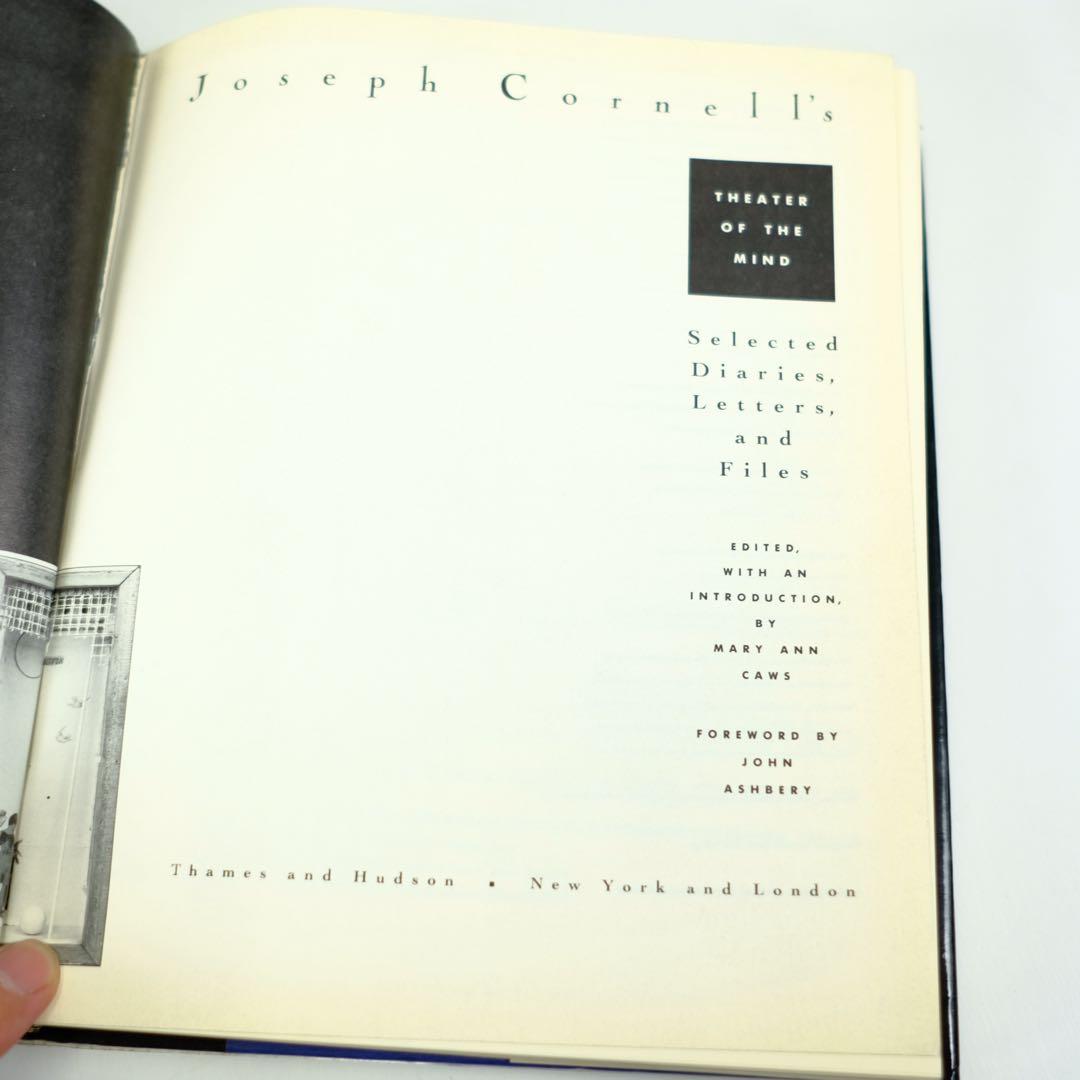 Joseph Cornell's
THEATER
OF THE
MIND
Selected
Diaries,
Letters,
and
Files
EDITED,
WITH AN
INTRODUCTION,
BY
MARY ANN
CAWS
FOREWORD BY
JOHN
ASHBERY
Thames and Hudson ▪ New York and London